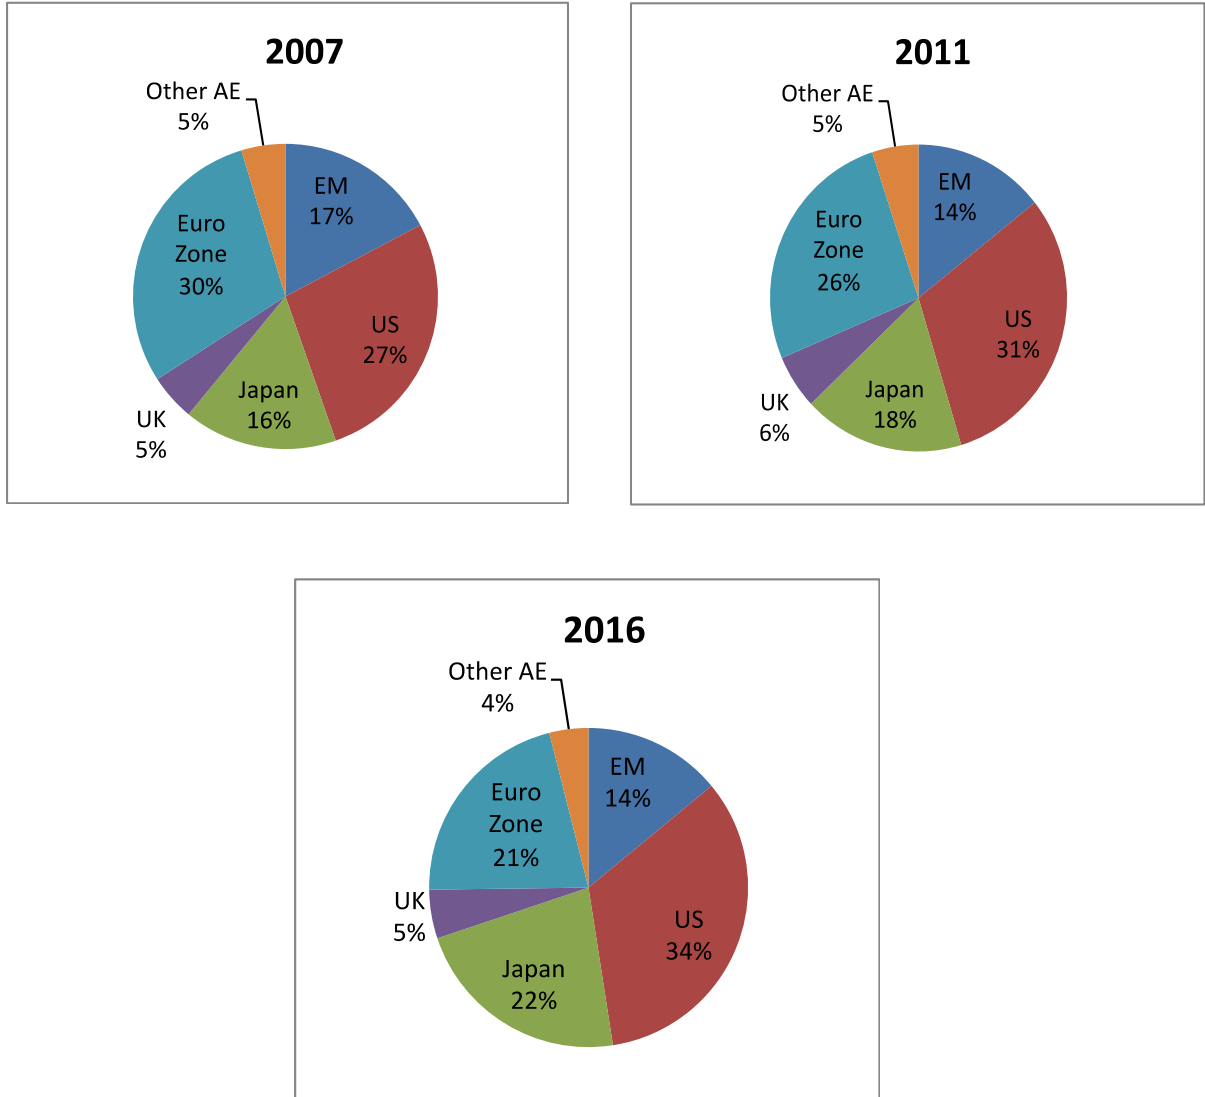 2007
Other AE
5%
EM
17%
Euro
Zone
30%
US
27%
Japan
16%
UK
5%
2011
Other AE
5%
EM
14%
Euro
Zone
26%
US
31%
Japan
18%
UK
6%
2016
Other AE
4%
EM
14%
Euro
Zone
21%
UK
5%
US
34%
Japan
22%